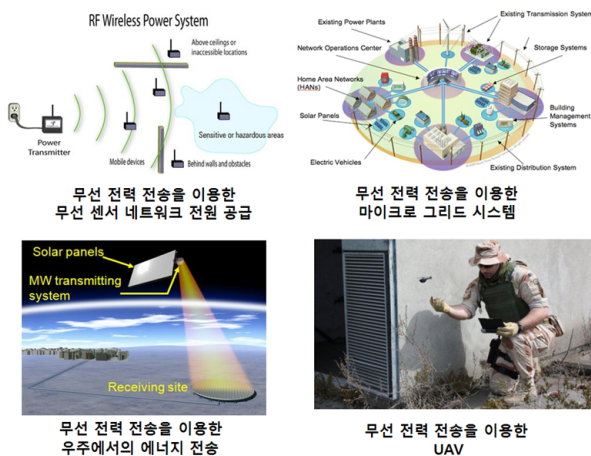 RF Wireless Power System
Above ceilings or
inaccessible locations
Power
Transmitter
Mobile devices
Sensitive or hazardous areas
Behind walls and obstacles
무선 전력 전송을 이용한
무선 센서 네트워크 전원 공급
Existing Power Plants
Existing Transmission System
Network Operations Center
Storage Systems
Home Area Networks
(HANs)
Solar Panels
Building
Management
Systems
Electric Vehicles
Existing Distribution System
무선 전력 전송을 이용한
마이크로 그리드 시스템
Solar panels
MW transmitting
system
Receiving site
무선 전력 전송을 이용한
우주에서의 에너지 전송
무선 전력 전송을 이용한
UAV